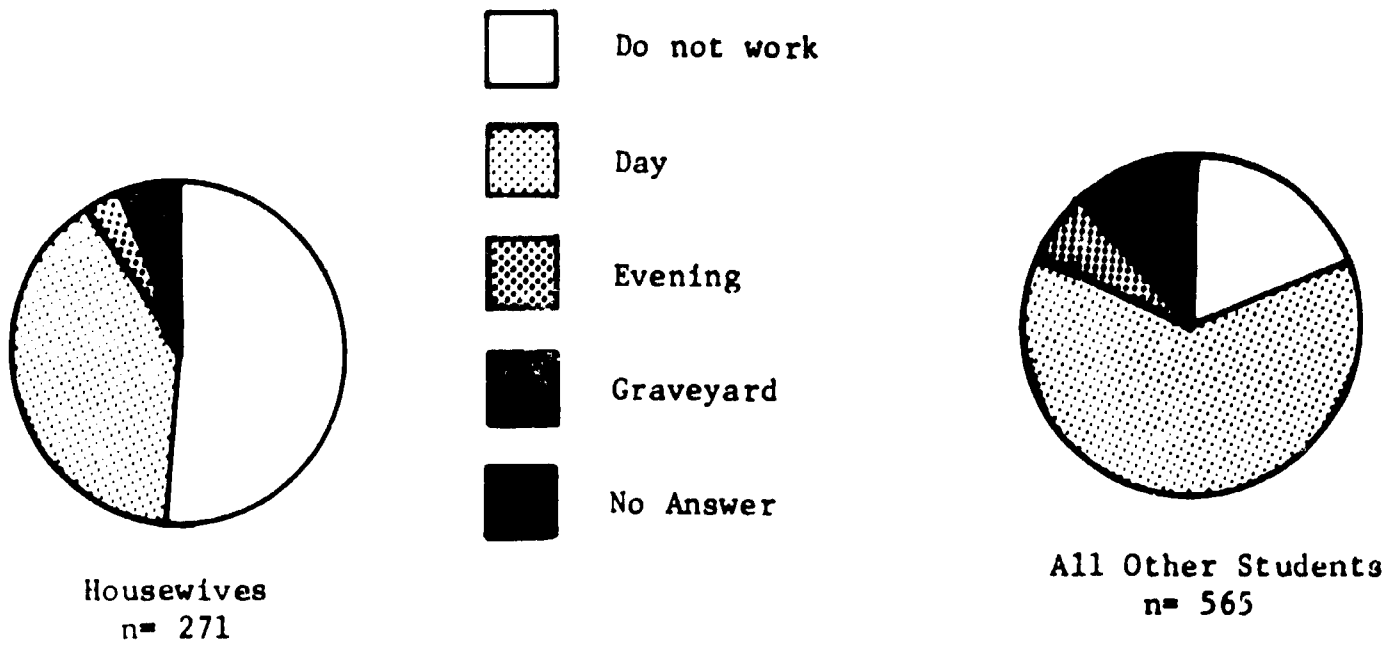 Do not work
Day
Evening
Graveyard
No Answer
Housewives
n= 271
All Other Students
n= 565